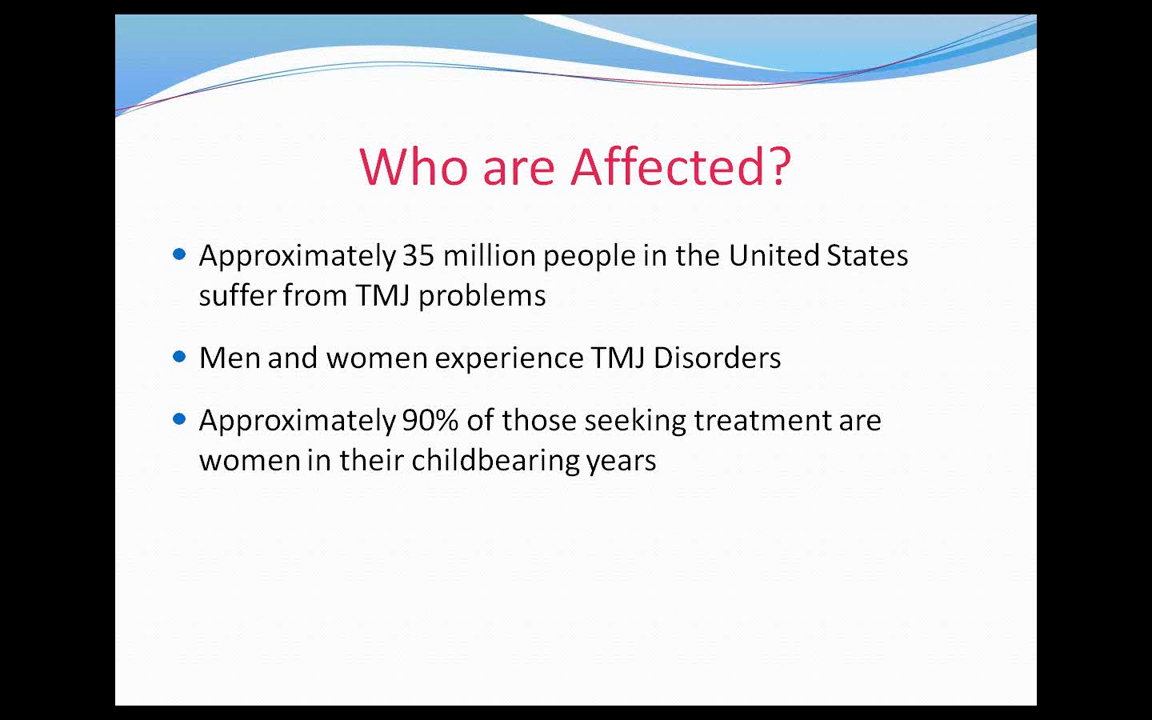 Who are Affected?
• Approximately 35 million people in the United States
suffer from TMJ problems
• Men and women experience TMJ Disorders
• Approximately 90% of those seeking treatment are
women in their childbearing years